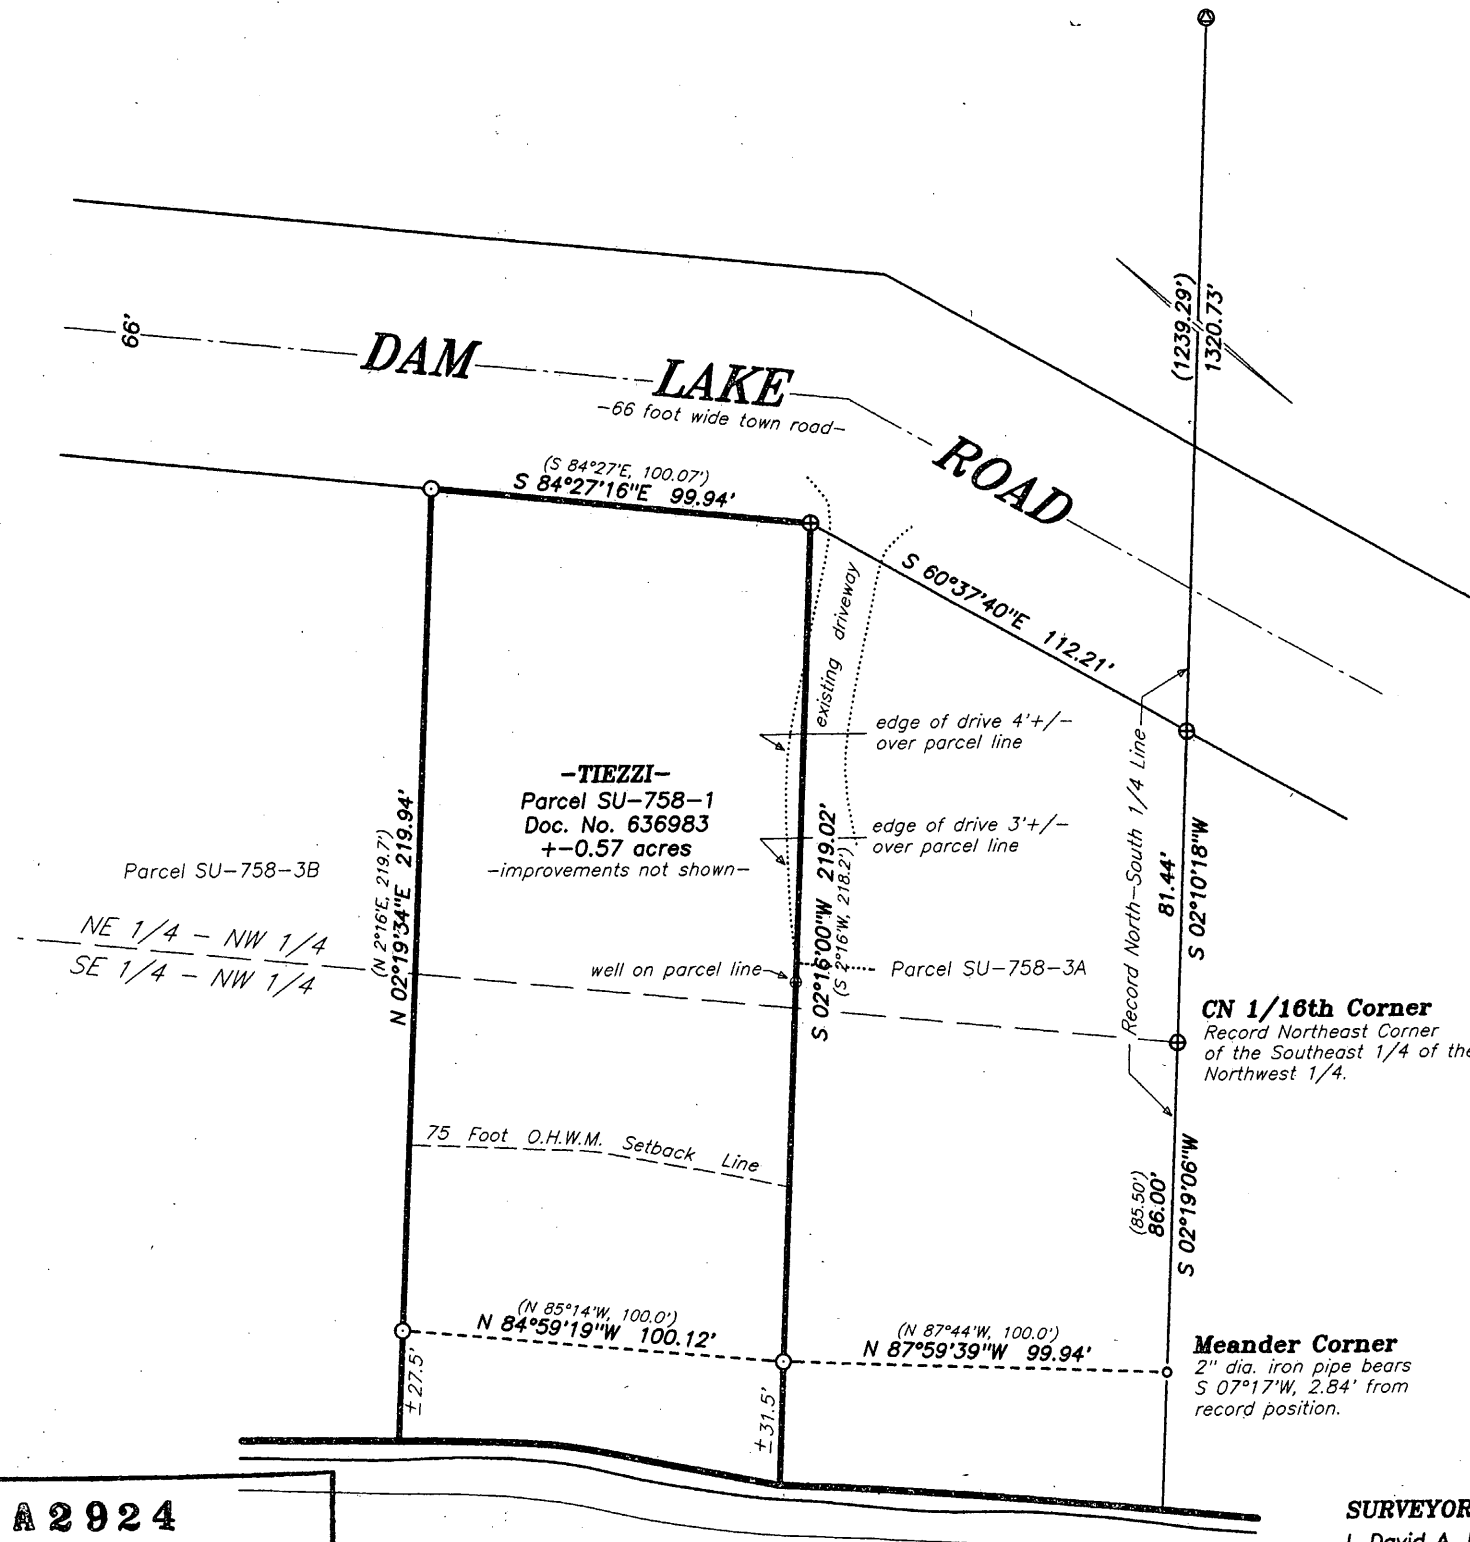 (1239.29')
1320.73'
66'
DAM LAKE ROAD
-66 foot wide town road-
(S 84°27'E, 100.07')
S 84°27'16"E 99.94'
S 60°37'40"E 112.21'
existing driveway
edge of drive 4'+/-
over parcel line
-TIEZZI-
Parcel SU-758-1
Doc. No. 636983
+-0.57 acres
-improvements not shown-
edge of drive 3'+/-
over parcel line
Record North-South 1/4 Line
81.44'
S 02°10'18"W
(N 2°16'E, 219.7')
N 02°19'34"E 219.94'
S 02°16'00"W 219.02'
(S 2°16'W, 218.2')
Parcel SU-758-3B
NE 1/4 - NW 1/4
SE 1/4 - NW 1/4
well on parcel line
Parcel SU-758-3A
CN 1/16th Corner
Record Northeast Corner
of the Southeast 1/4 of the
Northwest 1/4.
75 Foot O.H.W.M. Setback Line
(85.50')
86.00'
S 02°19'06"W
(N 85°14'W, 100.0')
N 84°59'19"W 100.12'
(N 87°44'W, 100.0')
N 87°59'39"W 99.94'
Meander Corner
2" dia. iron pipe bears
S 07°17'W, 2.84' from
record position.
±27.5'
±31.5'
A2924
SURVEYOR
I, David A.